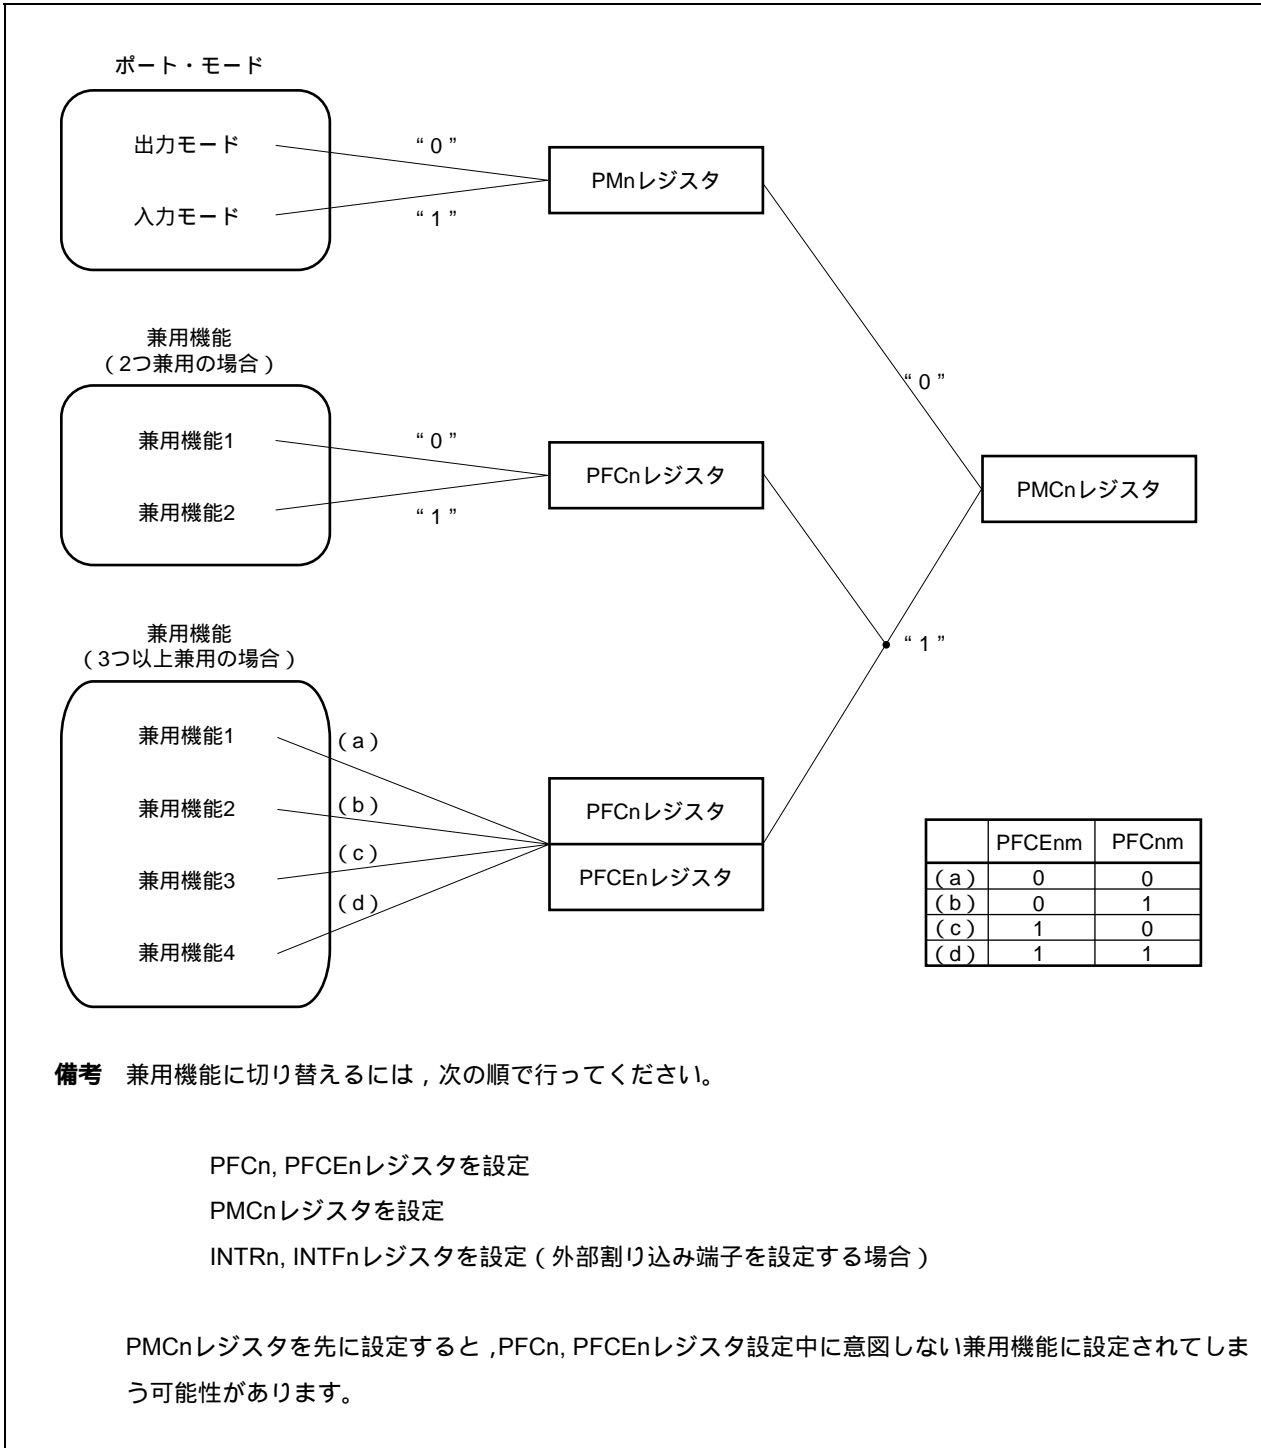 ポート・モード
出力モード
“ 0 ”
PMnレジスタ
入力モード
“ 1 ”
兼用機能
（2つ兼用の場合）
“ 0 ”
兼用機能1
“ 0 ”
PFCnレジスタ
PMCnレジスタ
兼用機能2
“ 1 ”
兼用機能
（3つ以上兼用の場合）
“ 1 ”
兼用機能1
（a）
兼用機能2
（b）
PFCnレジスタ
（c）
兼用機能3
PFCEnレジスタ
（d）
兼用機能4
PFCEnm PFCnm
（a） 0 0
（b） 0 1
（c） 1 0
（d） 1 1
備考 兼用機能に切り替えるには，次の順で行ってください。
PFCn, PFCEnレジスタを設定
PMCnレジスタを設定
INTRn, INTFnレジスタを設定（外部割り込み端子を設定する場合）
PMCnレジスタを先に設定すると，PFCn, PFCEnレジスタ設定中に意図しない兼用機能に設定されてしま
う可能性があります。